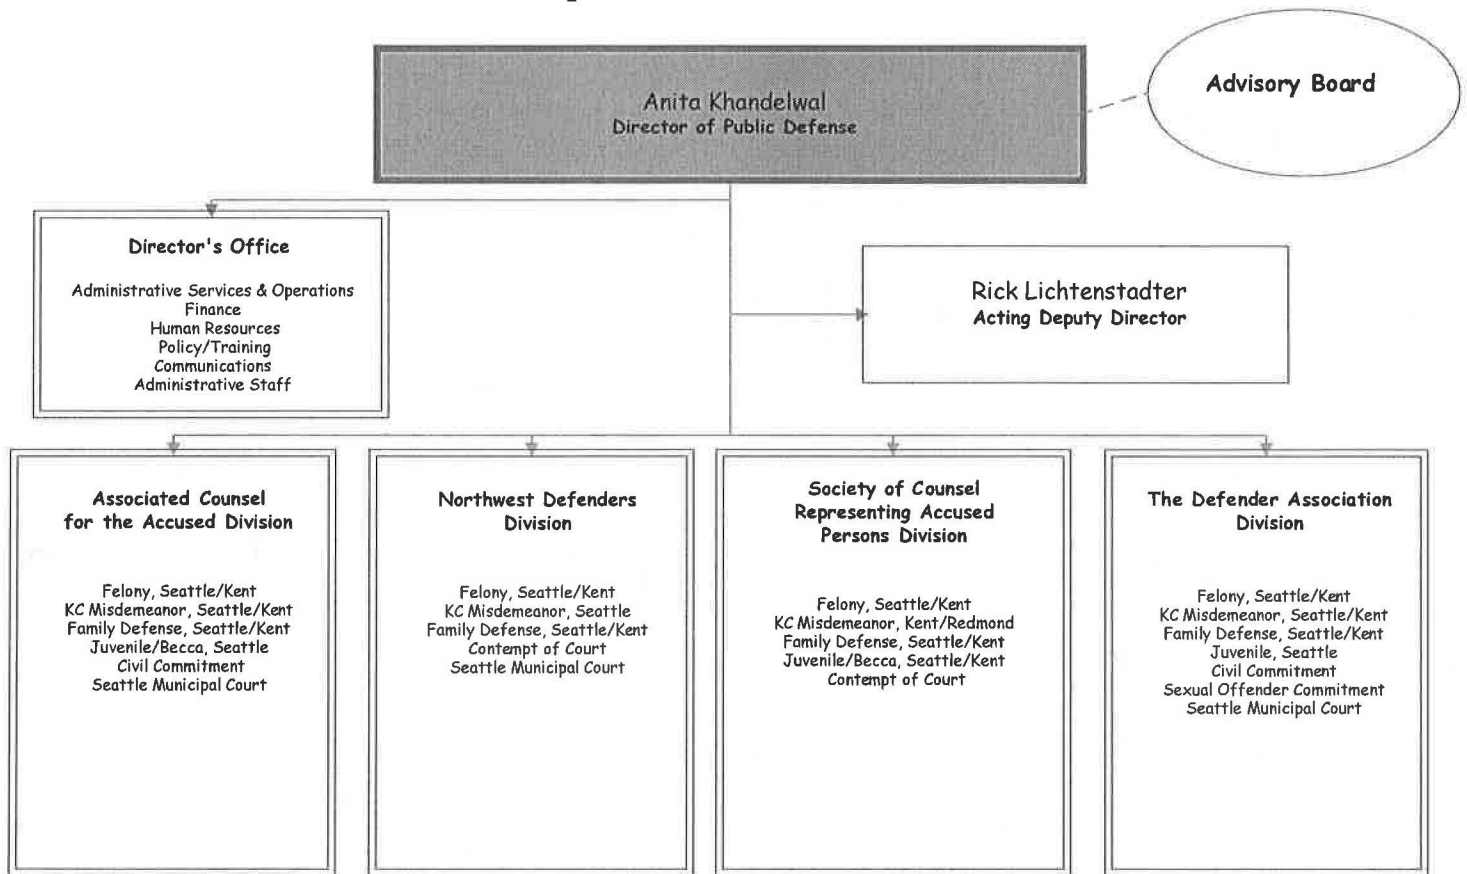 Advisory Board
Anita Khandelwal
Director of Public Defense
Director's Office
Administrative Services & Operations
Finance
Human Resources
Policy/Training
Communications
Administrative Staff
Rick Lichtenstadter
Acting Deputy Director
Associated Counsel
for the Accused Division
Felony, Seattle/Kent
KC Misdemeanor, Seattle/Kent
Family Defense, Seattle/Kent
Juvenile/Becca, Seattle
Civil Commitment
Seattle Municipal Court
Northwest Defenders
Division
Felony, Seattle/Kent
KC Misdemeanor, Seattle
Family Defense, Seattle/Kent
Contempt of Court
Seattle Municipal Court
Society of Counsel
Representing Accused
Persons Division
Felony, Seattle/Kent
KC Misdemeanor, Kent/Redmond
Family Defense, Seattle/Kent
Juvenile/Becca, Seattle/Kent
Contempt of Court
The Defender Association
Division
Felony, Seattle/Kent
KC Misdemeanor, Seattle/Kent
Family Defense, Seattle/Kent
Juvenile, Seattle
Civil Commitment
Sexual Offender Commitment
Seattle Municipal Court